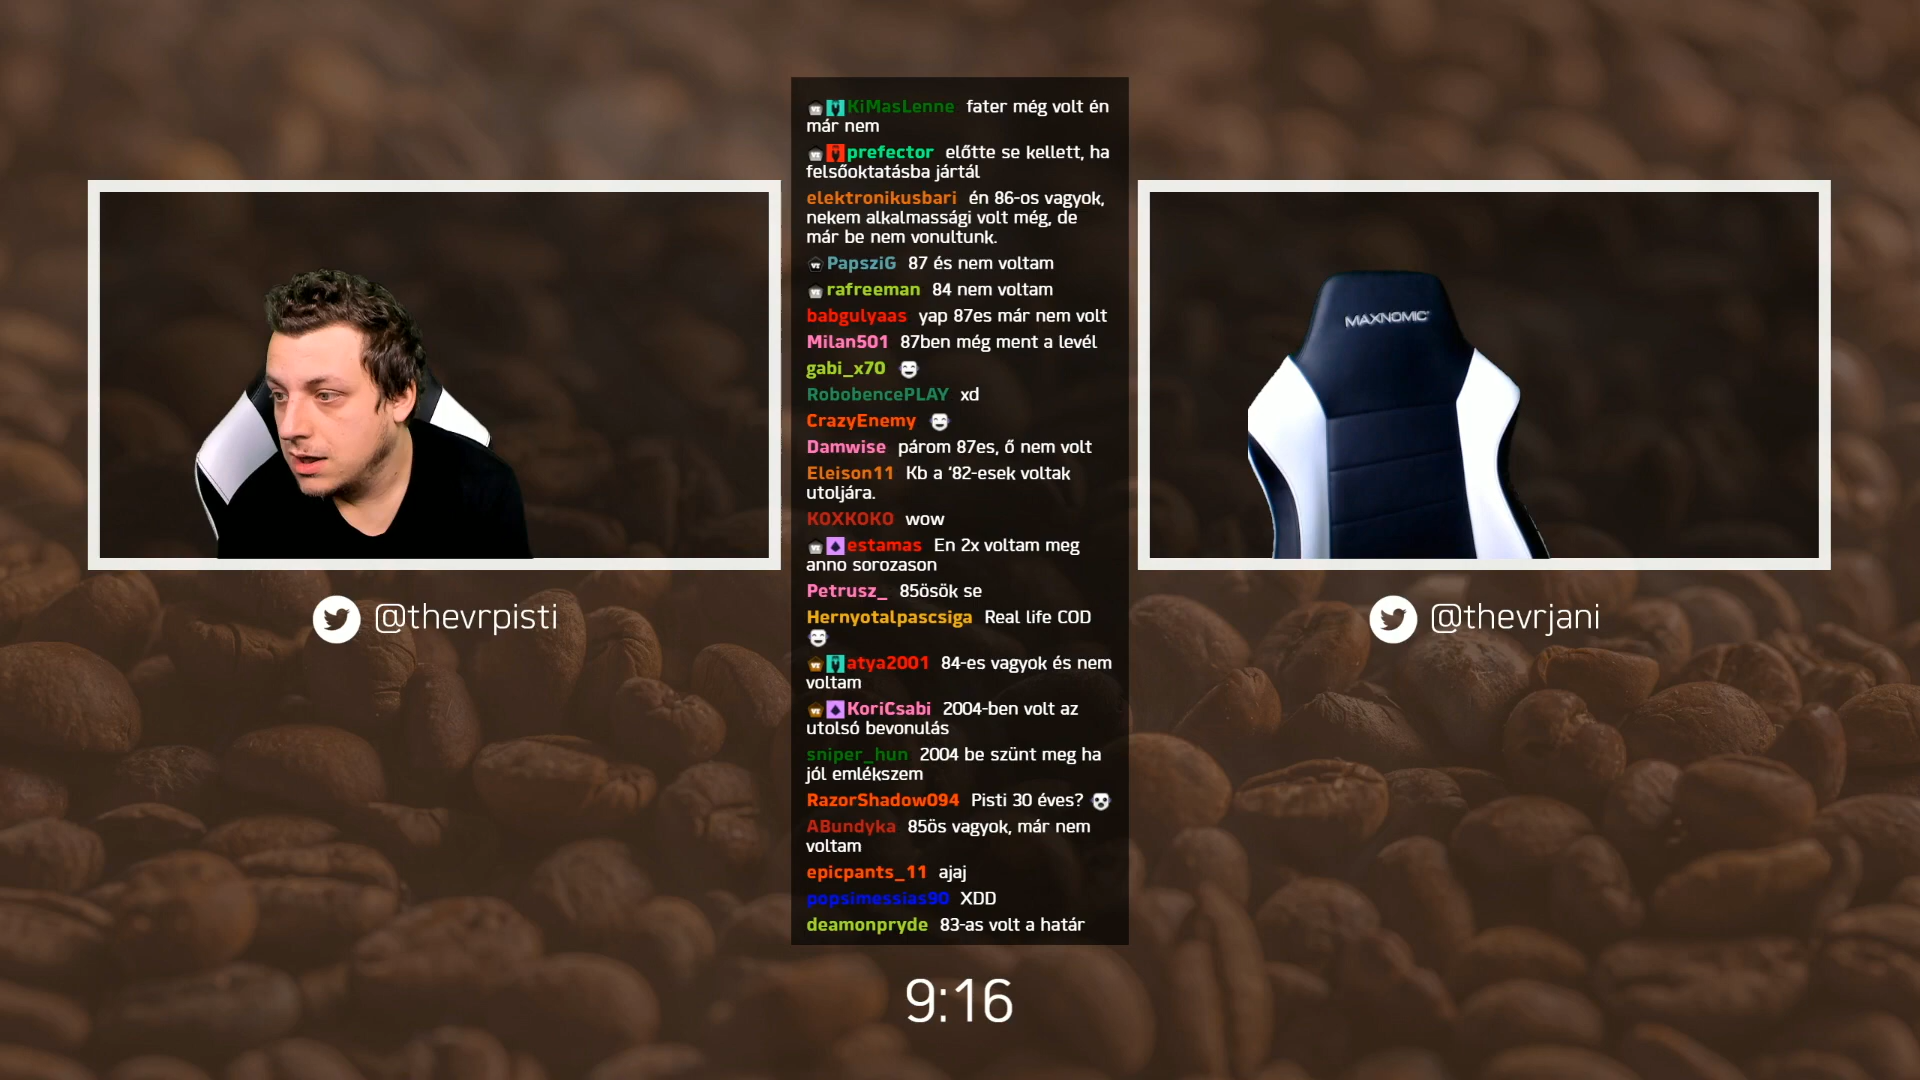 KiMasLenne fater még volt én
már nem
prefector előtte se kellett, ha
felsőoktatásba jártál
elektronikusbari én 86-os vagyok,
nekem alkalmassági volt még, de
már be nem vonultunk.
PapsziG 87 és nem voltam
rafreeman 84 nem voltam
babgulyaas yap 87es már nem volt
Milan501 87ben még ment a levél
gabi_x70
RobobencePLAY xd
CrazyEnemy
Damwise párom 87es, ő nem volt
Eleison11 Kb a '82-esek voltak
utoljára.
KOXKOKO wow
estamas En 2x voltam meg
anno sorozason
Petrusz_ 85ösök se
Hernyotalpascsiga Real life COD
atya2001 84-es vagyok és nem
voltam
KoriCsabi 2004-ben volt az
utolsó bevonulás
sniper_hun 2004 be szünt meg ha
jól emlékszem
RazorShadow094 Pisti 30 éves?
ABundyka 85ös vagyok, már nem
voltam
epicpants_11 ajaj
popsimessias90 XDD
deamonpryde 83-as volt a határ
MAXNOMIC
@thevrpisti
@thevrjani
9:16